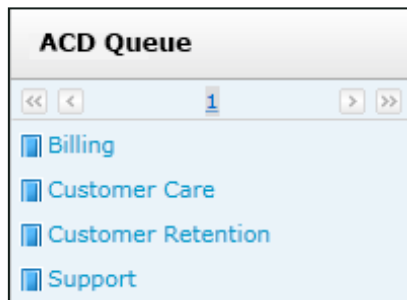 ACD Queue
1
Billing
Customer Care
Customer Retention
Support